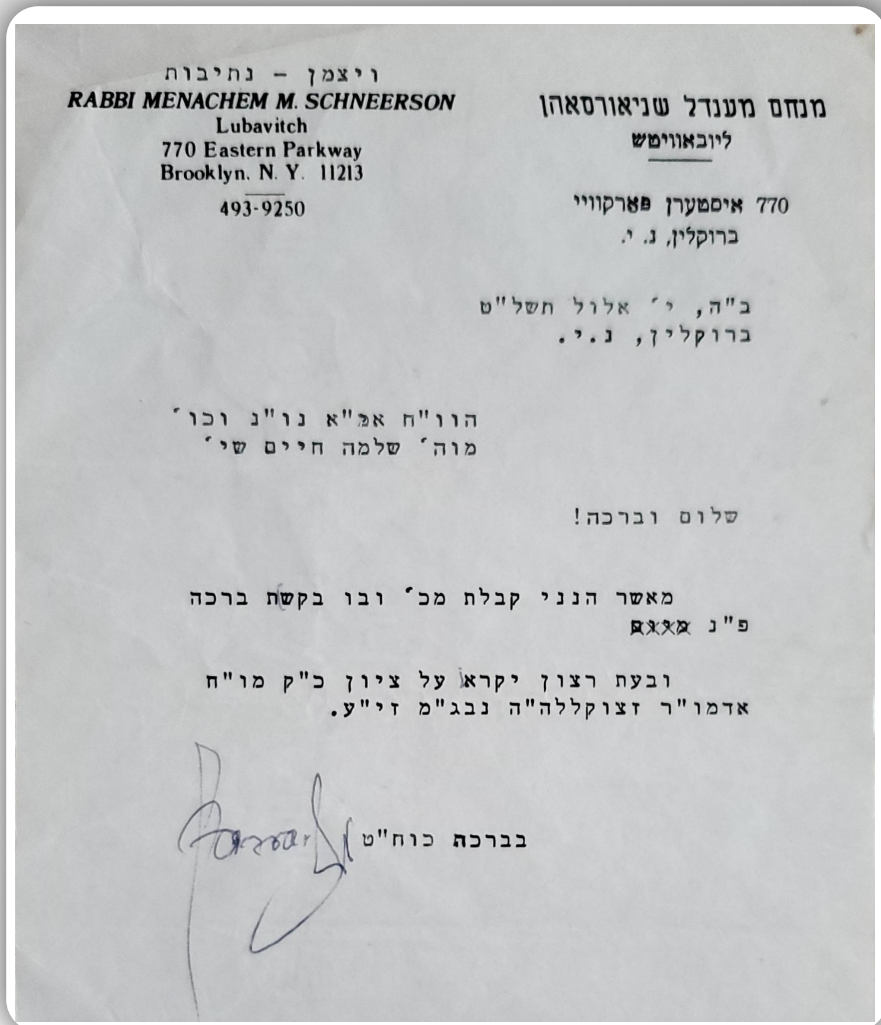 ויצמן - נתיבות
RABBI MENACHEM M. SCHNEERSON
Lubavitch
770 Eastern Parkway
Brooklyn. N. Y. 11213
493-9250
מנחם מענדל שניאורסאהן
ליובאוויטש
770 איסטערן פארקוויי
ברוקלין, נ. י.
ב"ה, י' אלול תשל"ט
ברוקלין, נ.י.
הוו"ח אי"א נו"נ וכו'
מוה' שלמה חיים שי'
שלום וברכה!
מאשר הנני קבלת מכ' ובו בקשת ברכה
פ"נ
ובעת רצון יקרא על ציון כ"ק מו"ח
אדמו"ר זצוקללה"ה נבג"מ זי"ע.
בברכת כוח"ט